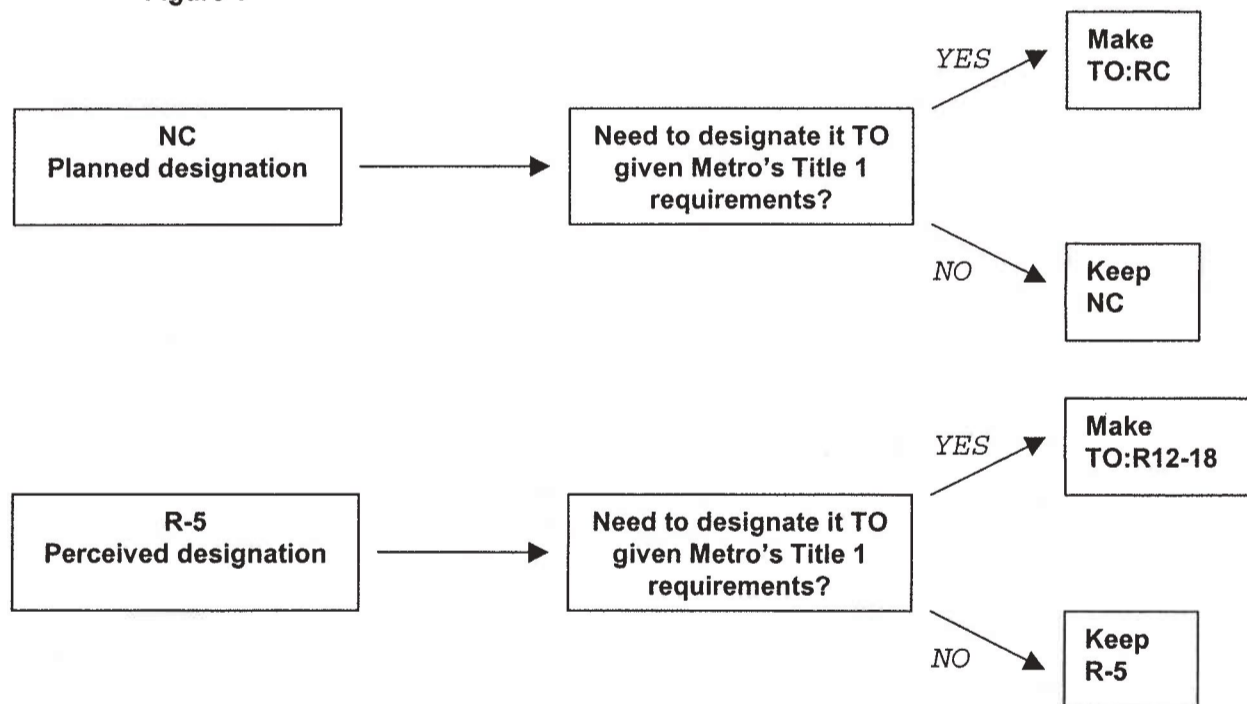 YES
Make
TO:RC
NC
Planned designation
Need to designate it TO
given Metro's Title 1
requirements?
NO
Keep
NC
YES
Make
TO:R12-18
R-5
Perceived designation
Need to designate it TO
given Metro's Title 1
requirements?
NO
Keep
R-5